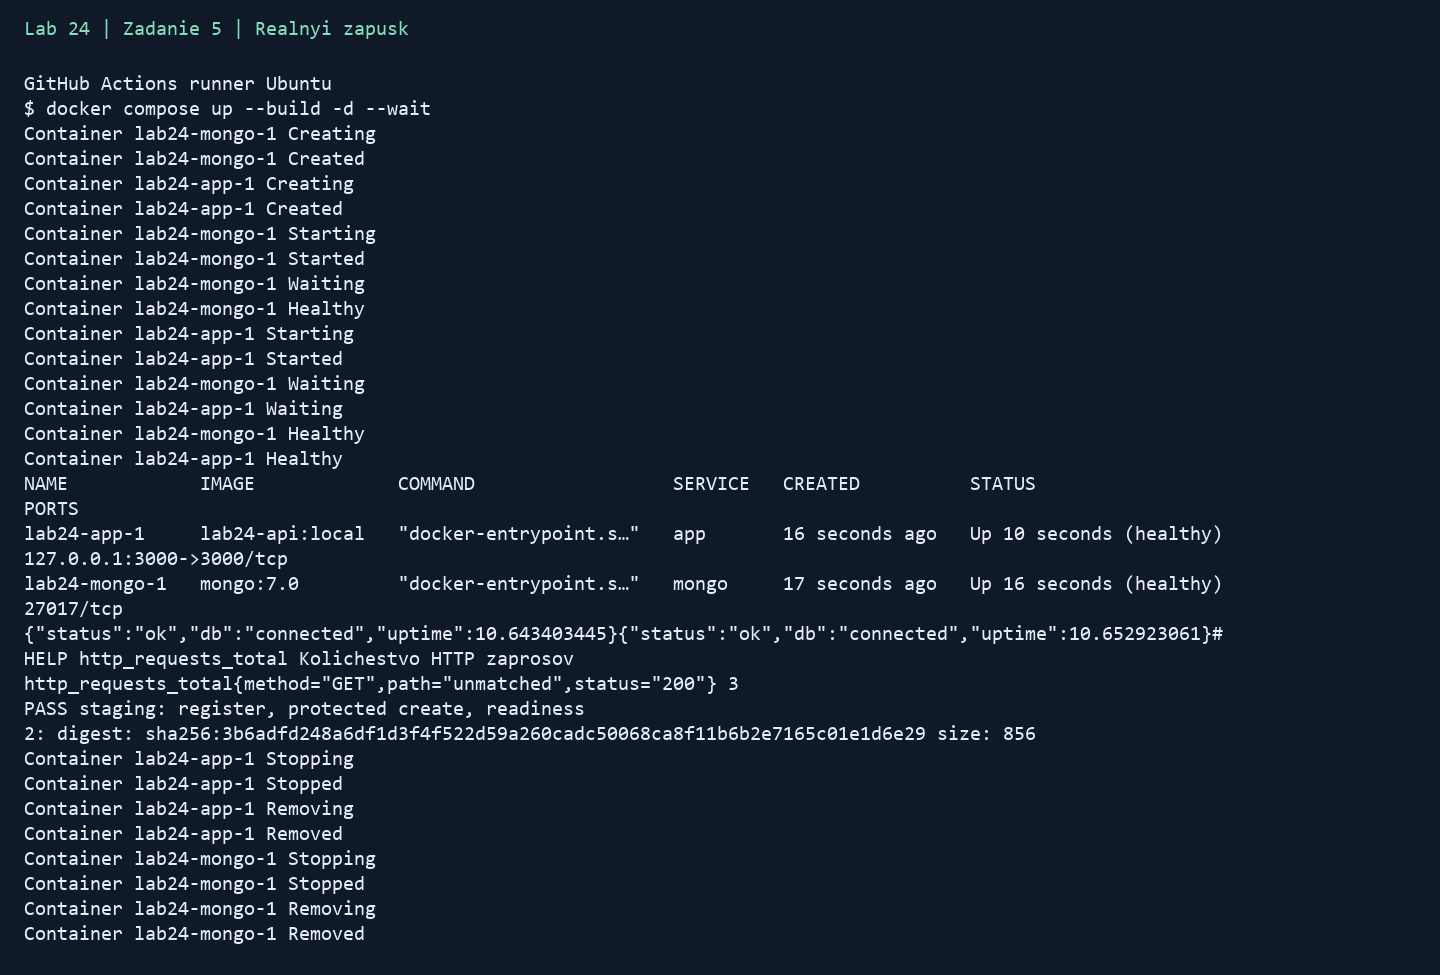 Lab 24 | Zadanie 5 | Realnyi zapusk
GitHub Actions runner Ubuntu
$ docker compose up --build -d --wait
Container lab24-mongo-1 Creating
Container lab24-mongo-1 Created
Container lab24-app-1 Creating
Container lab24-app-1 Created
Container lab24-mongo-1 Starting
Container lab24-mongo-1 Started
Container lab24-mongo-1 Waiting
Container lab24-mongo-1 Healthy
Container lab24-app-1 Starting
Container lab24-app-1 Started
Container lab24-mongo-1 Waiting
Container lab24-app-1 Waiting
Container lab24-mongo-1 Healthy
Container lab24-app-1 Healthy
NAME            IMAGE             COMMAND                  SERVICE   CREATED          STATUS
PORTS
lab24-app-1     lab24-api:local   "docker-entrypoint.s…"   app       16 seconds ago   Up 10 seconds (healthy)
127.0.0.1:3000->3000/tcp
lab24-mongo-1   mongo:7.0         "docker-entrypoint.s…"   mongo     17 seconds ago   Up 16 seconds (healthy)
27017/tcp
{"status":"ok","db":"connected","uptime":10.643403445}{"status":"ok","db":"connected","uptime":10.652923061}#
HELP http_requests_total Kolichestvo HTTP zaprosov
http_requests_total{method="GET",path="unmatched",status="200"} 3
PASS staging: register, protected create, readiness
2: digest: sha256:3b6adfd248a6df1d3f4f522d59a260cadc50068ca8f11b6b2e7165c01e1d6e29 size: 856
Container lab24-app-1 Stopping
Container lab24-app-1 Stopped
Container lab24-app-1 Removing
Container lab24-app-1 Removed
Container lab24-mongo-1 Stopping
Container lab24-mongo-1 Stopped
Container lab24-mongo-1 Removing
Container lab24-mongo-1 Removed